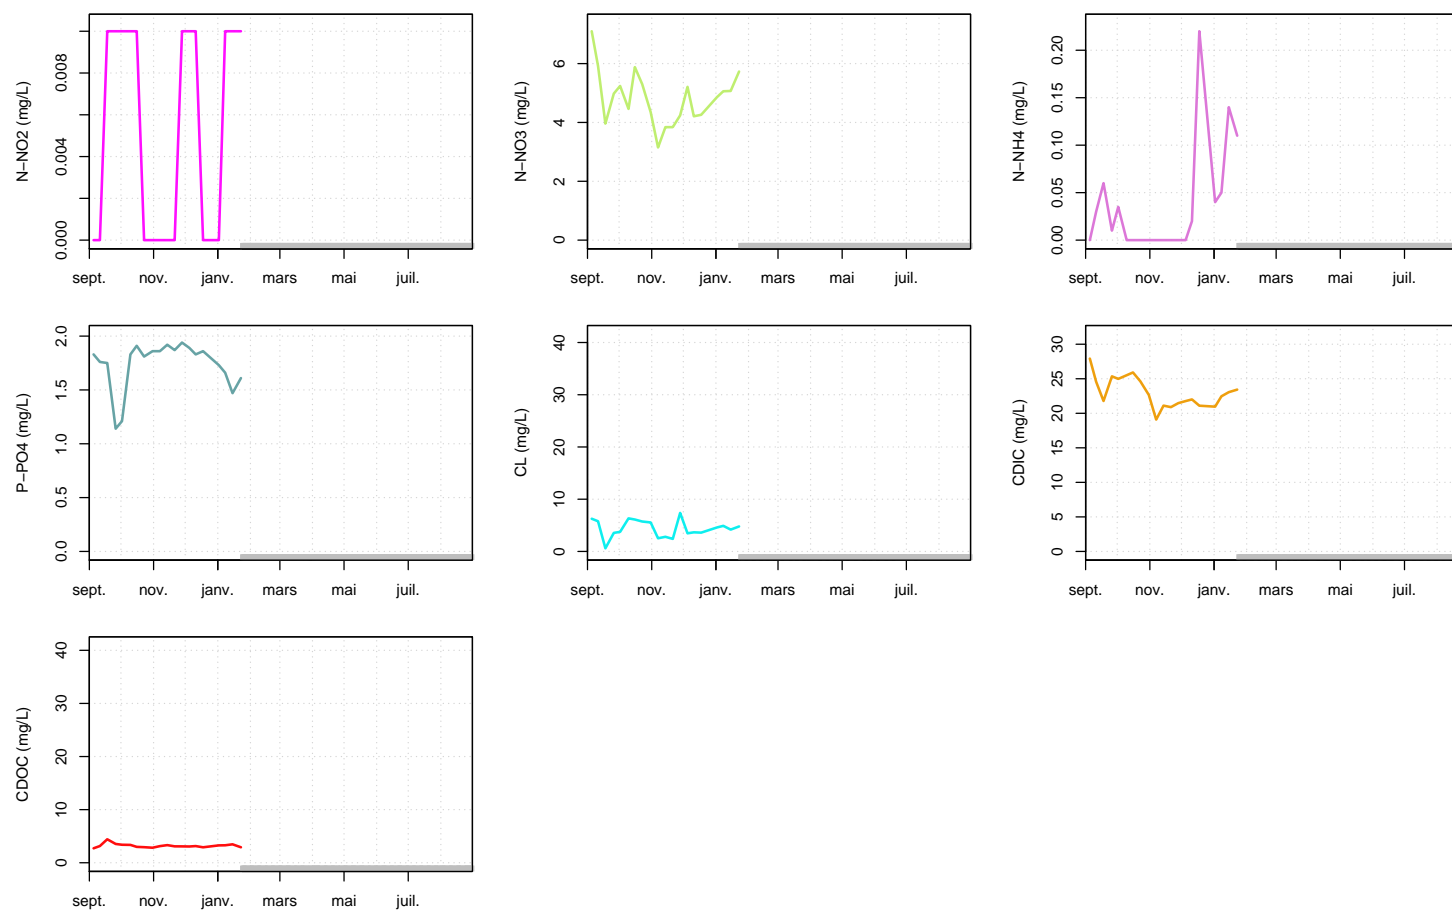 N−NO2 (mg/L)
0.000
0.004
0.008
sept.
nov.
janv.
mars
mai
juil.
N−NO3 (mg/L)
0
2
4
6
sept.
nov.
janv.
mars
mai
juil.
N−NH4 (mg/L)
0.00
0.05
0.10
0.15
0.20
sept.
nov.
janv.
mars
mai
juil.
P−PO4 (mg/L)
0.0
0.5
1.0
1.5
2.0
sept.
nov.
janv.
mars
mai
juil.
CL (mg/L)
0
10
20
30
40
sept.
nov.
janv.
mars
mai
juil.
CDIC (mg/L)
0
5
10
15
20
25
30
sept.
nov.
janv.
mars
mai
juil.
CDOC (mg/L)
0
10
20
30
40
sept.
nov.
janv.
mars
mai
juil.